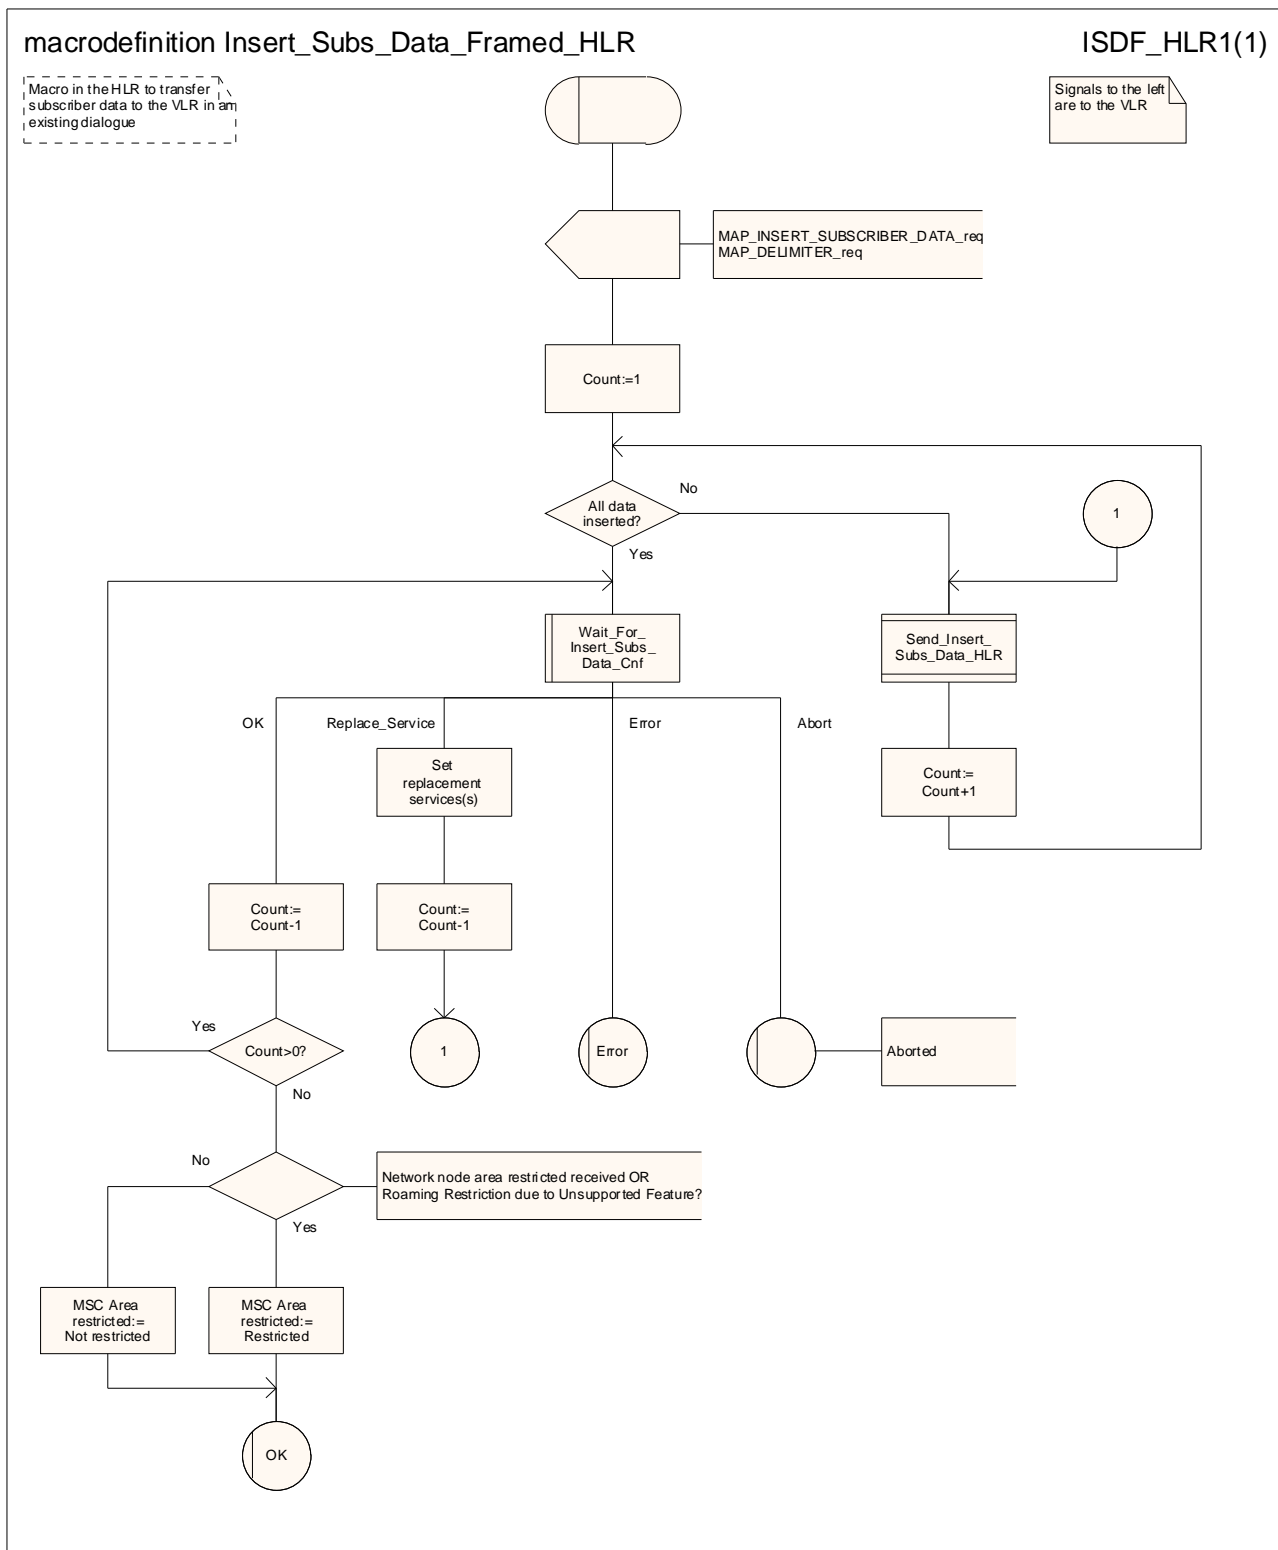 macrodefinition Insert_Subs_Data_Framed_HLR
ISDF_HLR1(1)
Macro in the HLR to transfer
subscriber data to the VLR in an
existing dialogue
Signals to the left
are to the VLR
MAP_INSERT_SUBSCRIBER_DATA_req
MAP_DELIMITER_req
Count:=1
No
All data
inserted?
1
Yes
Wait_For_
Insert_Subs_
Data_Cnf
Send_Insert_
Subs_Data_HLR
OK
Replace_Service
Error
Abort
Set
replacement
services(s)
Count:=
Count+1
Count:=
Count-1
Count:=
Count-1
Yes
Count>0?
1
Error
Aborted
No
No
Network node area restricted received OR
Roaming Restriction due to Unsupported Feature?
Yes
MSC Area
restricted:=
Not restricted
MSC Area
restricted:=
Restricted
OK